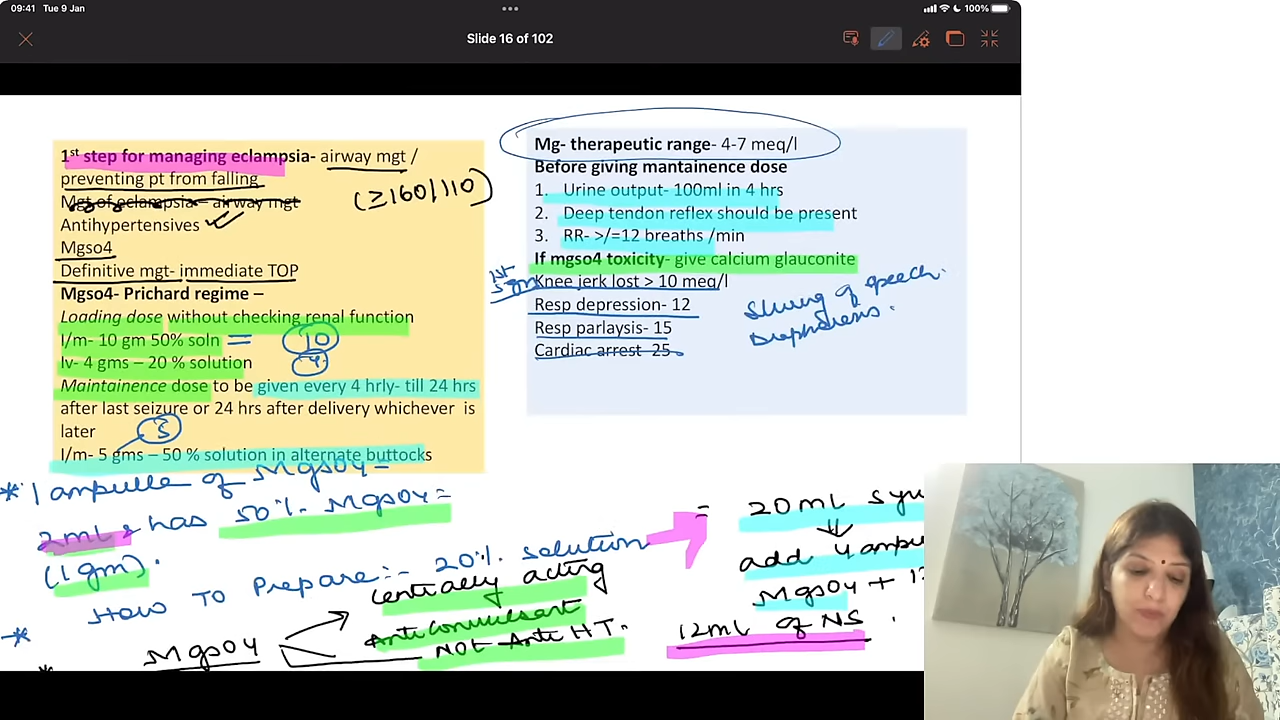 09:41 Tue 9 Jan
100%
Slide 16 of 102
1st step for managing eclampsia- airway mgt /
preventing pt from falling
(≥160/110)
Mgt of eclampsia – airway mgt
Antihypertensives
Mgso4
Definitive mgt- immediate TOP
Mgso4- Prichard regime –
Loading dose without checking renal function
I/m- 10 gm 50% soln = 10
Iv- 4 gms – 20 % solution 4
Maintainence dose to be given every 4 hrly- till 24 hrs
after last seizure or 24 hrs after delivery whichever is
later
5
I/m- 5 gms – 50 % solution in alternate buttocks
Mg- therapeutic range- 4-7 meq/l
Before giving mantainence dose
1. Urine output- 100ml in 4 hrs
2. Deep tendon reflex should be present
3. RR- >/=12 breaths /min
If mgso4 toxicity- give calcium glauconite
1st sign
Knee jerk lost > 10 meq/l
Resp depression- 12
Resp parlaysis- 15
Cardiac arrest 25
Sluring of speech.
* 1 ampulle of MgSO4 =
2mL & has 50% MgSO4 =
(1gm).
* How To Prepare:- 20% solution
= 20mL
add 4
MgSO4 +
12mL of NS
* MgSO4
Centrally acting
Anticonvulsant
NOT Anti HT.